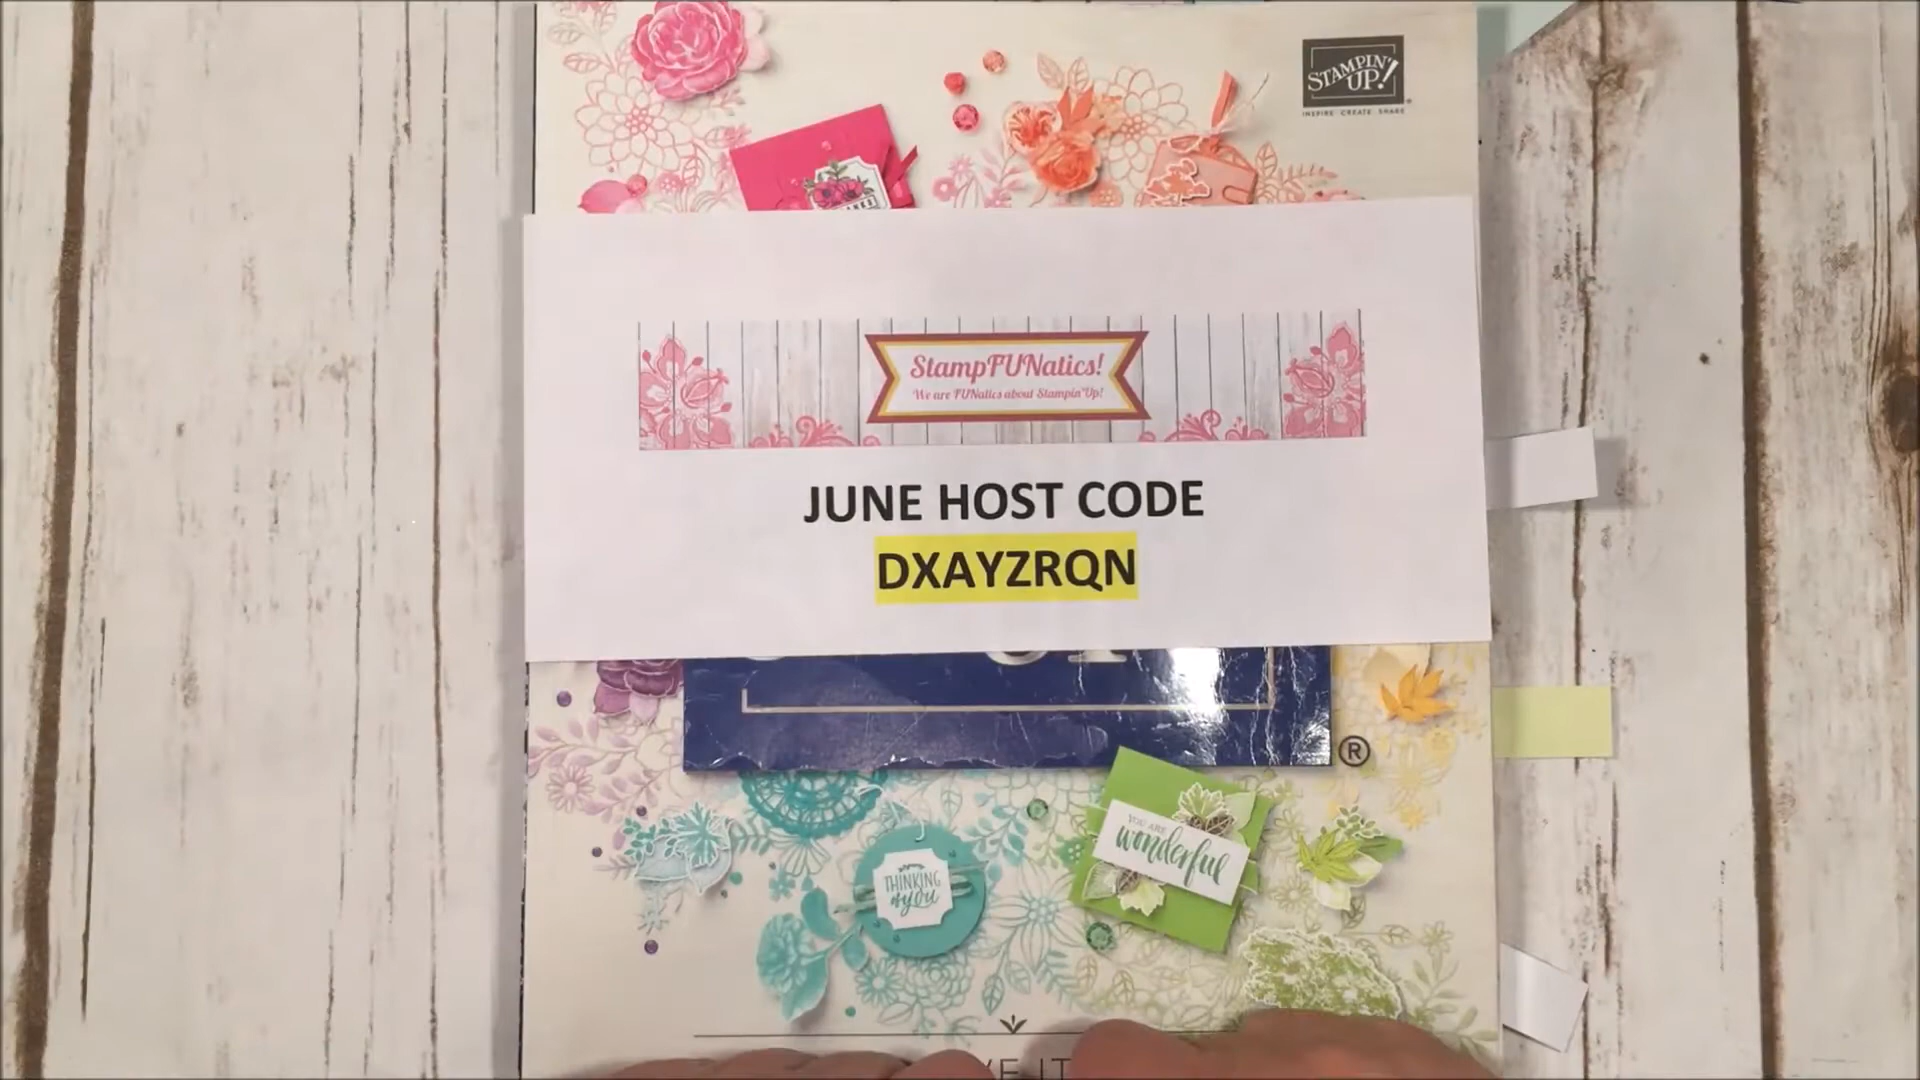 STAMPIN'
UP!
INSPIRE · CREATE · SHARE
StampFUNatics!
We are FUNatics about Stampin'Up!
JUNE HOST CODE
DXAYZRQN
®
YOU ARE
wonderful
THINKING
of you